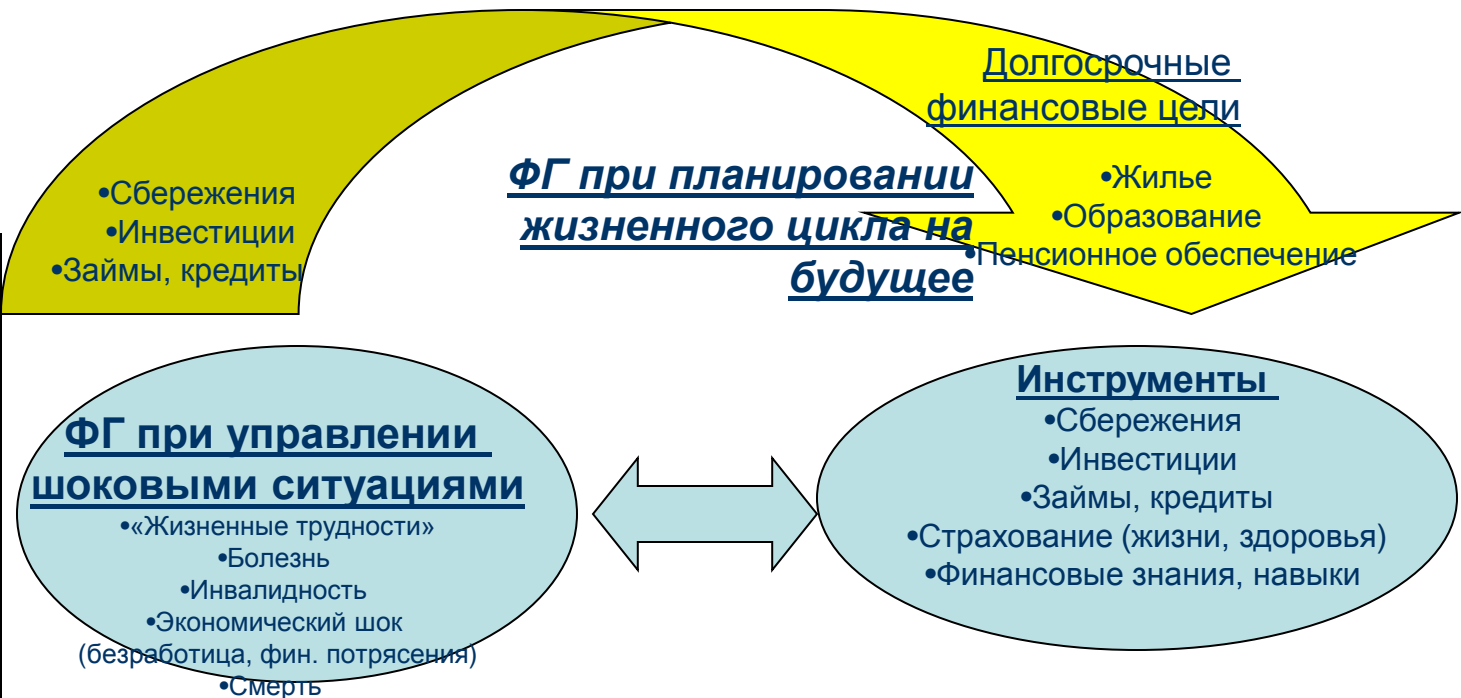 Долгосрочные
финансовые цели
•Жилье
•Образование
•Пенсионное обеспечение
ФГ при планировании
жизненного цикла на
будущее
•Сбережения
•Инвестиции
•Займы, кредиты
ФГ при управлении
шоковыми ситуациями
•«Жизненные трудности»
•Болезнь
•Инвалидность
•Экономический шок
(безработица, фин. потрясения)
•Смерть
Инструменты
•Сбережения
•Инвестиции
•Займы, кредиты
•Страхование (жизни, здоровья)
•Финансовые знания, навыки